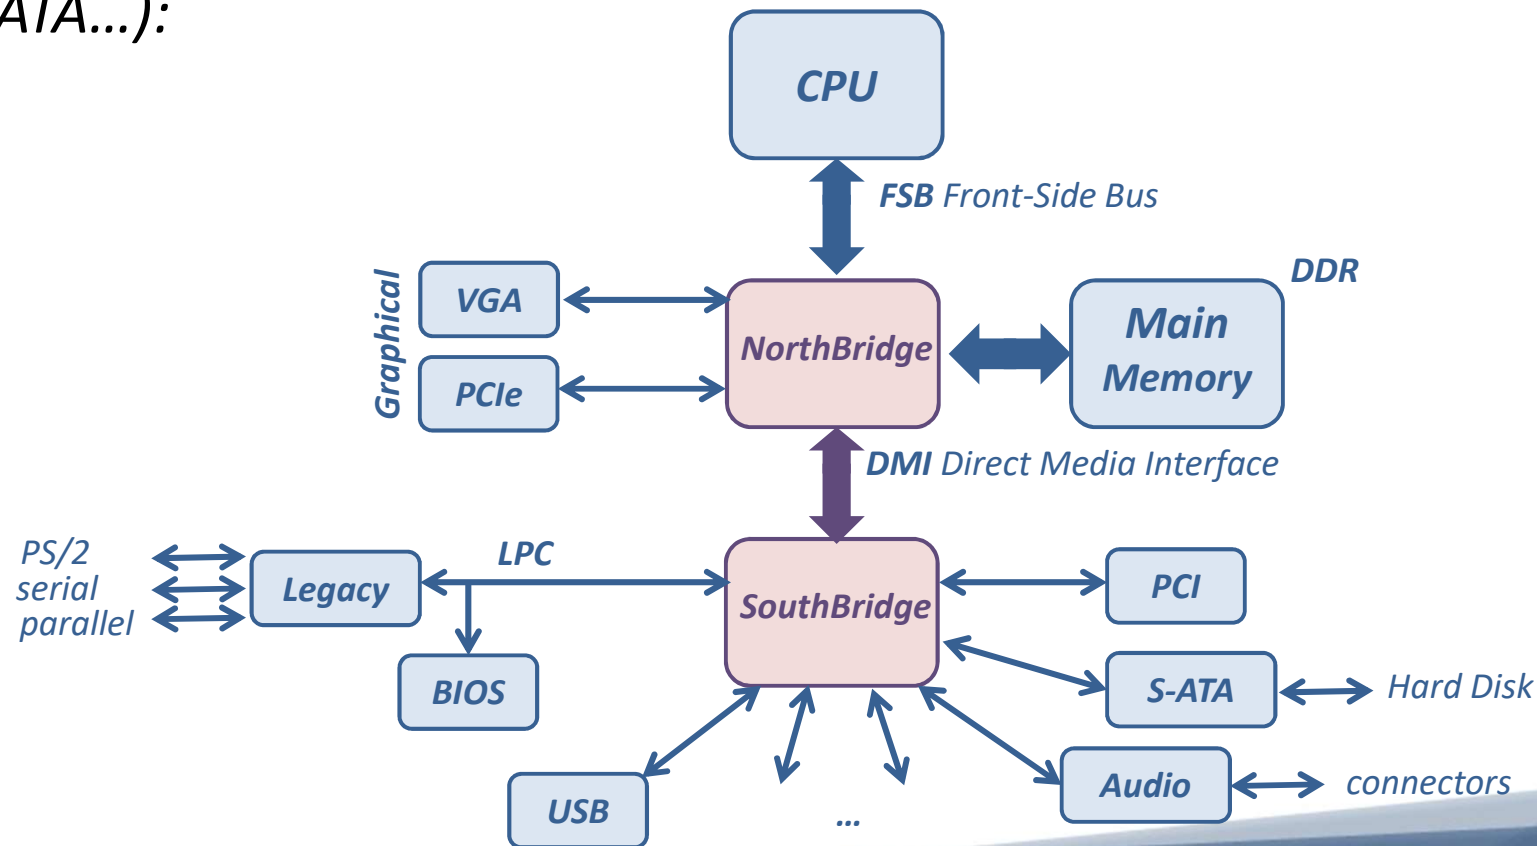 ATA...):
CPU
FSB Front-Side Bus
DDR
Graphical
VGA
PCIe
NorthBridge
Main
Memory
DMI Direct Media Interface
PS/2
serial
parallel
Legacy
LPC
BIOS
SouthBridge
PCI
S-ATA
Hard Disk
USB
...
Audio
connectors